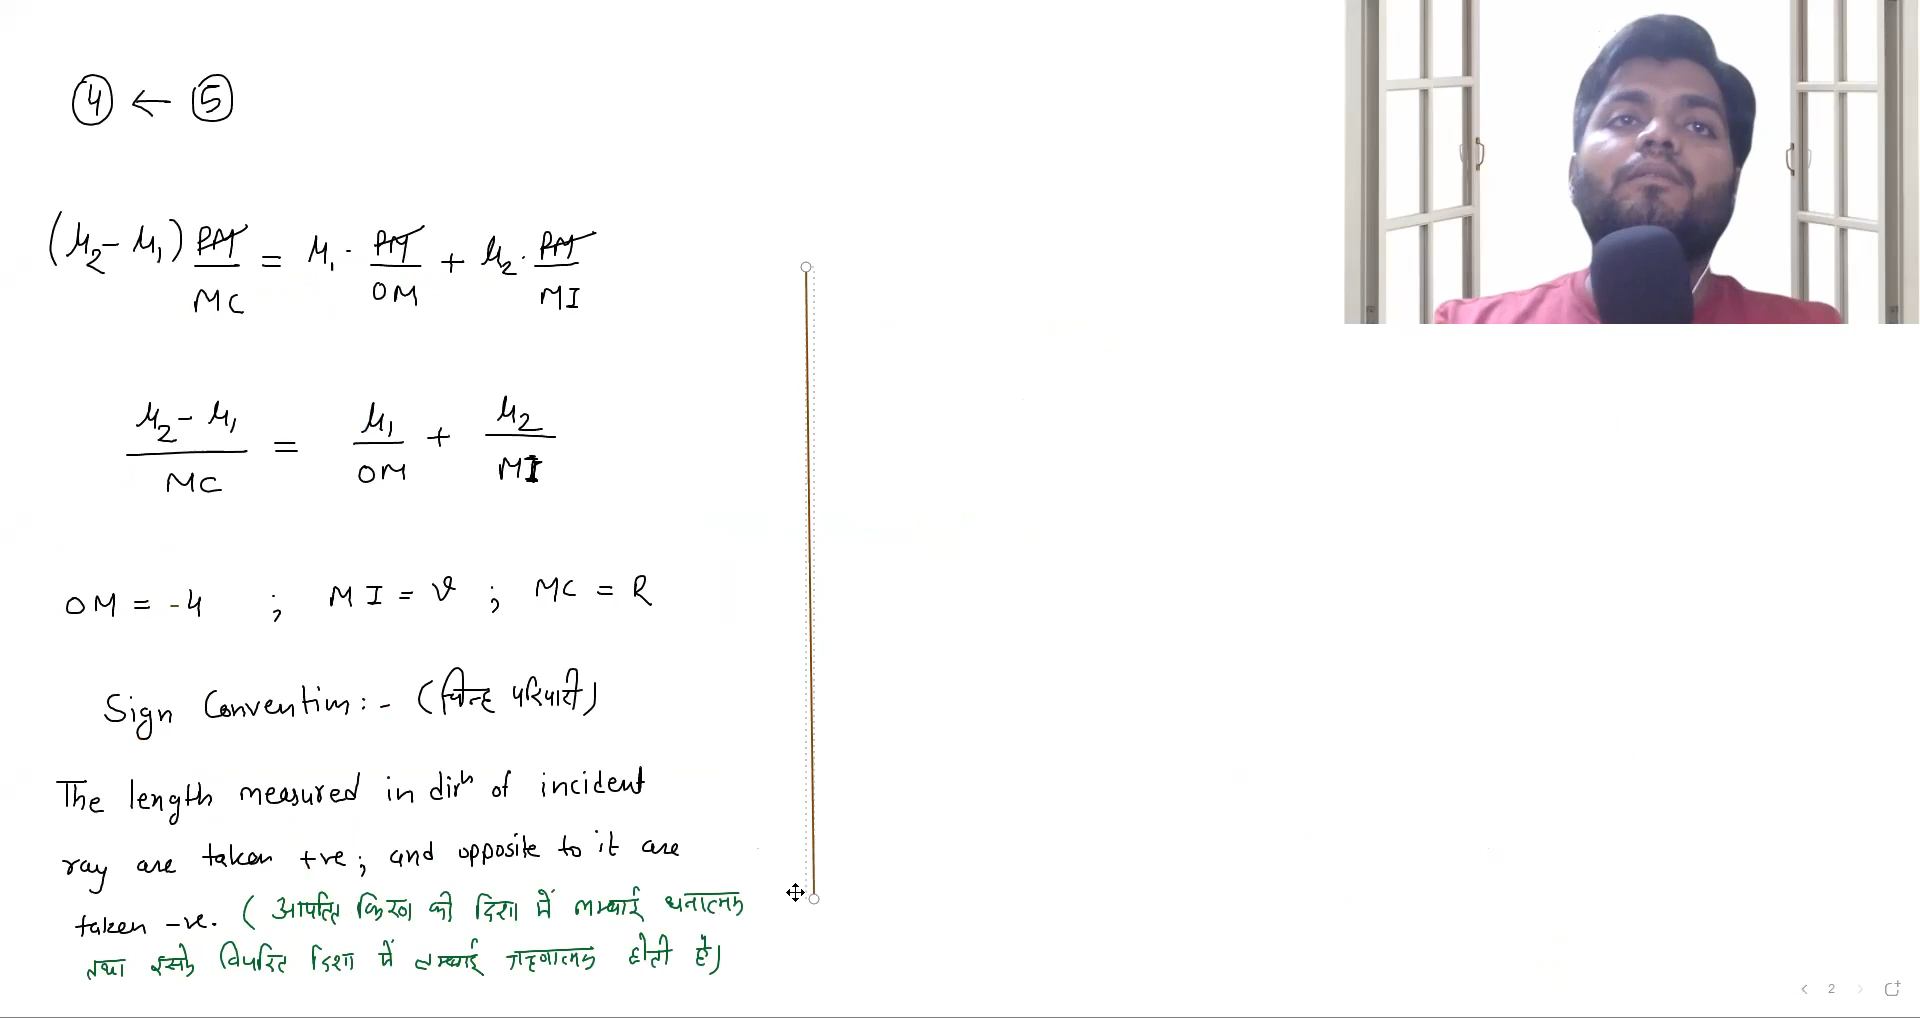 ④ ← ⑤
(μ₂ - μ₁) PM/MC = μ₁ · PM/OM + μ₂ · PM/MI
(μ₂ - μ₁)/MC = μ₁/OM + μ₂/MI
OM = -u ; MI = v ; MC = R
Sign Convention :- (चिन्ह परिपाटी)
The length measured in dirⁿ of incident
ray are taken +ve ; and opposite to it are
taken -ve. ( आपतित किरण की दिशा में लम्बाई धनात्मक
तथा इसके विपरित दिशा में लम्बाई ऋणात्मक होती है)
2